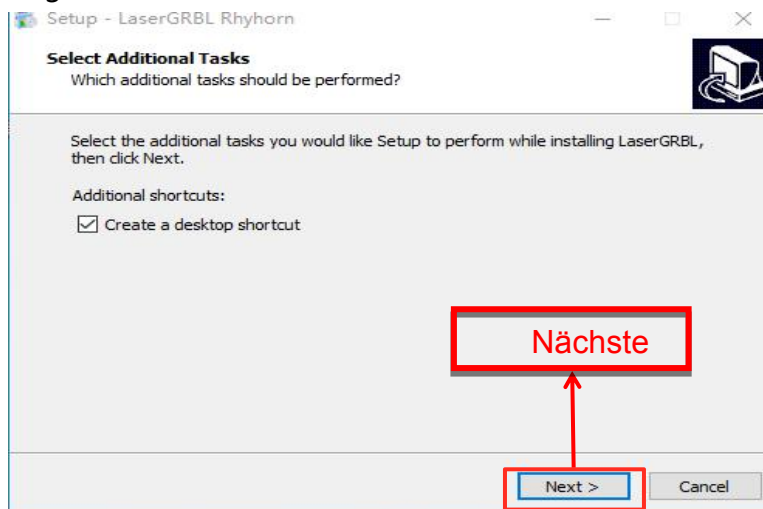 Setup - LaserGRBL Rhyhorn
Select Additional Tasks
Which additional tasks should be performed?
Select the additional tasks you would like Setup to perform while installing LaserGRBL,
then click Next.
Additional shortcuts:
Create a desktop shortcut
Nächste
Next >
Cancel